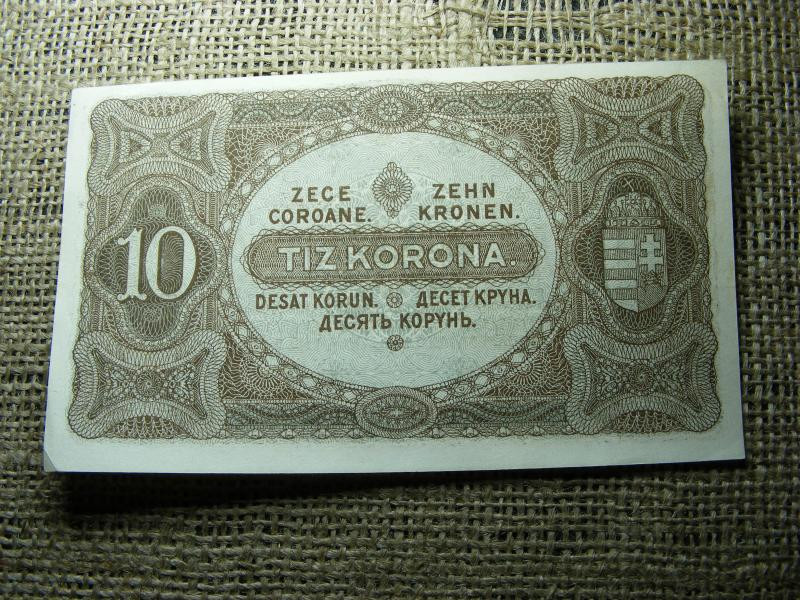 ZECE COROANE.
ZEHN KRONEN.
10
TIZ KORONA.
DESAT KORUN.
ДЕСЕТ КРУНА.
ДЕСЯТЬ КОРУНЬ.